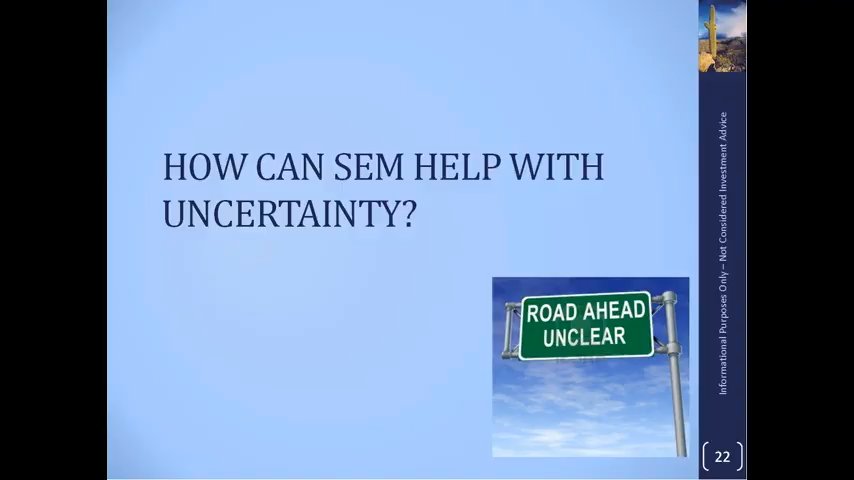 HOW CAN SEM HELP WITH
UNCERTAINTY?
ROAD AHEAD
UNCLEAR
Informational Purposes Only – Not Considered Investment Advice
22